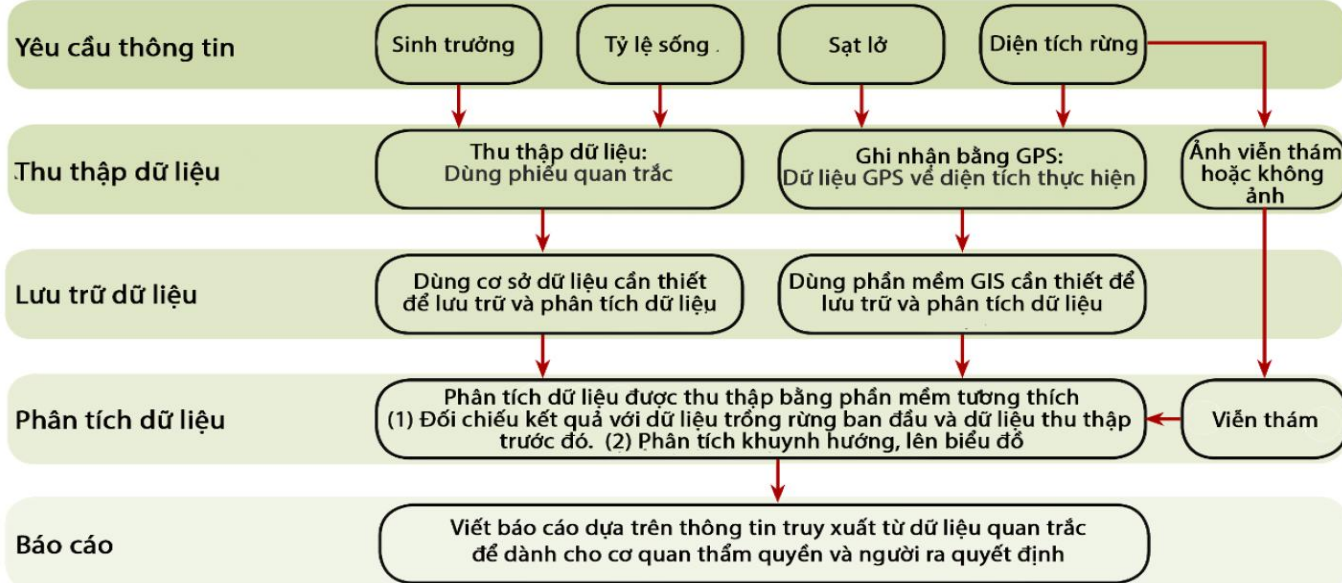 Yêu cầu thông tin
Sinh trưởng
Tỷ lệ sống .
Sạt lở
Diện tích rừng
Thu thập dữ liệu
Thu thập dữ liệu:
Dùng phiếu quan trắc
Ghi nhận bằng GPS:
Dữ liệu GPS về diện tích thực hiện
Ảnh viễn thám
hoặc không
ảnh
Lưu trữ dữ liệu
Dùng cơ sở dữ liệu cần thiết
để lưu trữ và phân tích dữ liệu
Dùng phần mềm GIS cần thiết để
lưu trữ và phân tích dữ liệu
Phân tích dữ liệu
Phân tích dữ liệu được thu thập bằng phần mềm tương thích
(1) Đối chiếu kết quả với dữ liệu trồng rừng ban đầu và dữ liệu thu thập
trước đó. (2) Phân tích khuynh hướng, lên biểu đồ
Viễn thám
Báo cáo
Viết báo cáo dựa trên thông tin truy xuất từ dữ liệu quan trắc
để dành cho cơ quan thẩm quyền và người ra quyết định